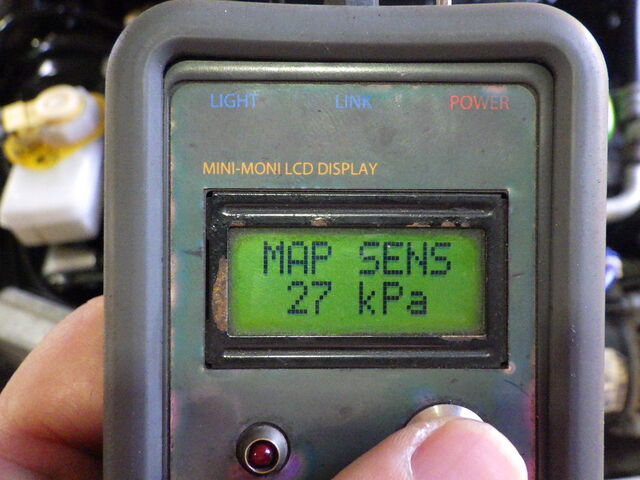 LIGHT LINK POWER
MINI-MONI LCD DISPLAY
MAP SENS
27 kPa